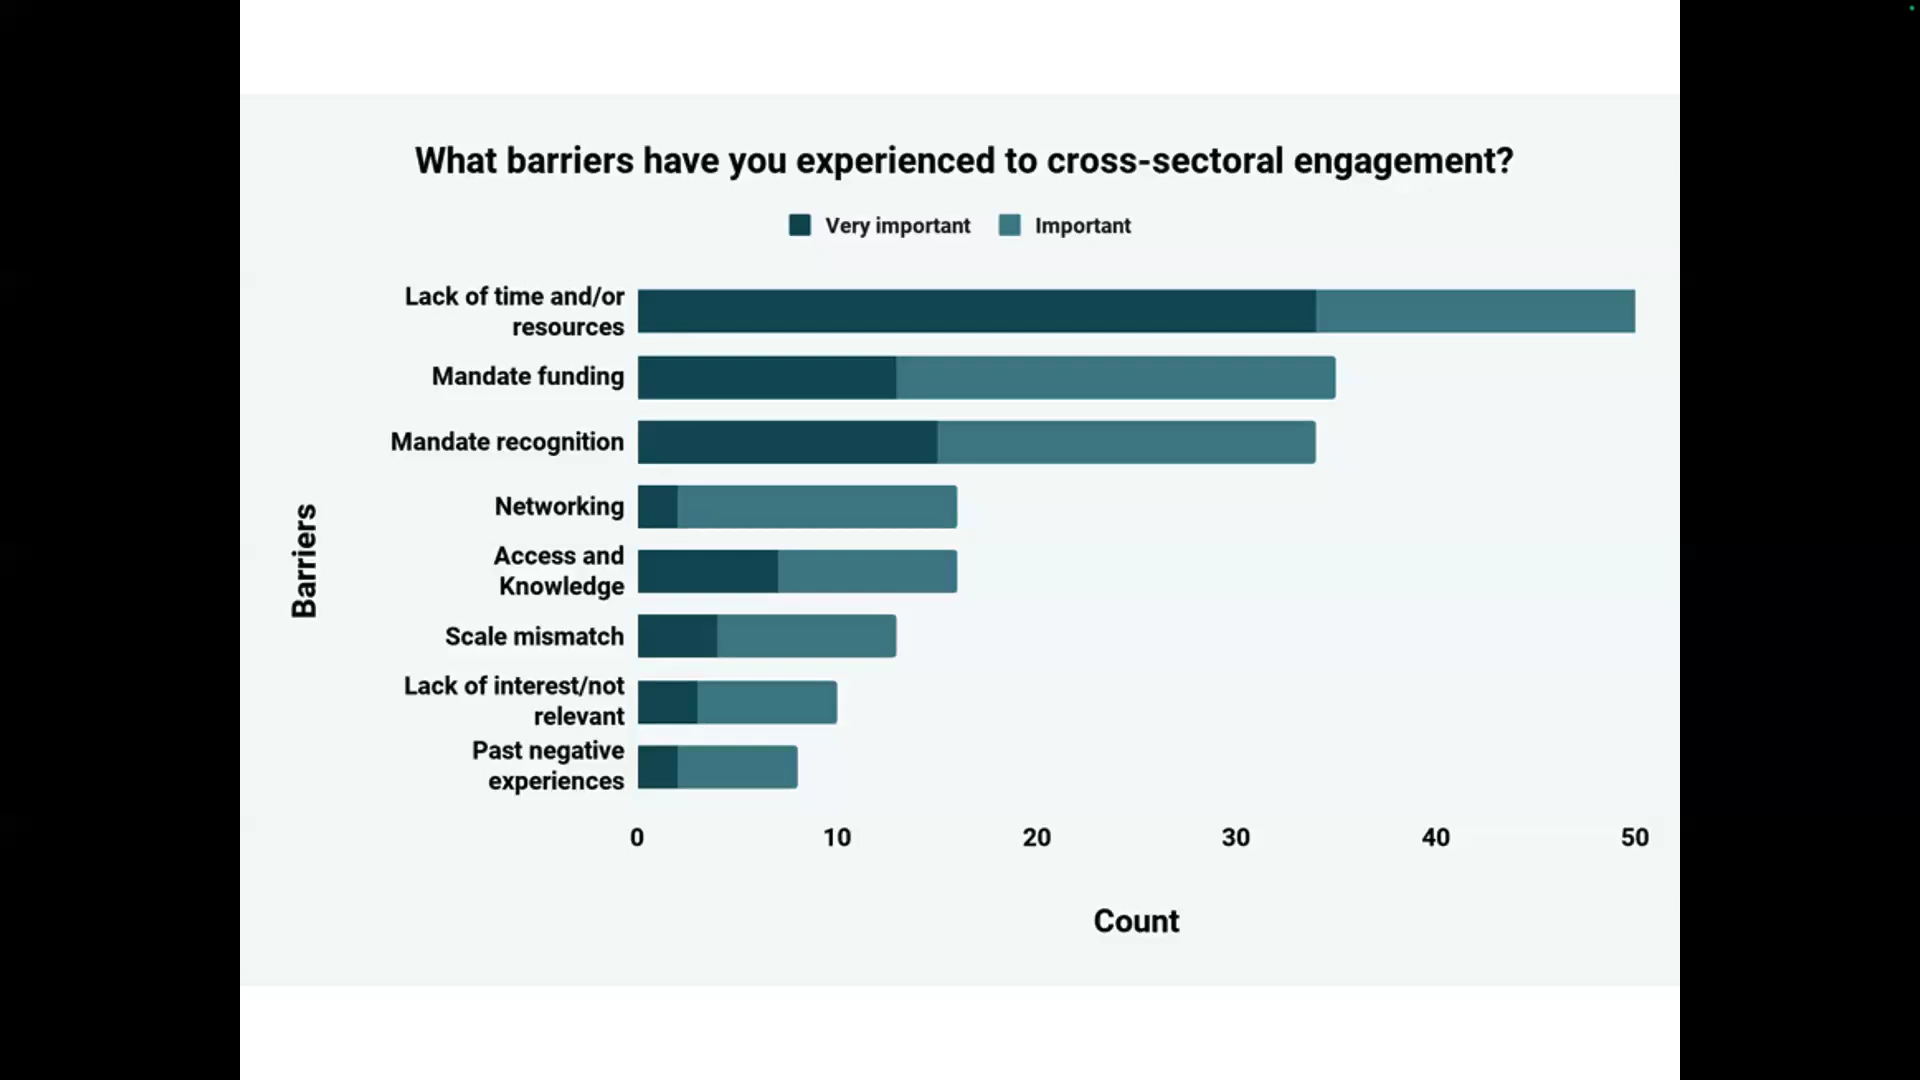 What barriers have you experienced to cross-sectoral engagement?
Very important
Important
Lack of time and/or
resources
Mandate funding
Mandate recognition
Networking
Access and
Knowledge
Scale mismatch
Lack of interest/not
relevant
Past negative
experiences
Barriers
0 10 20 30 40 50
Count